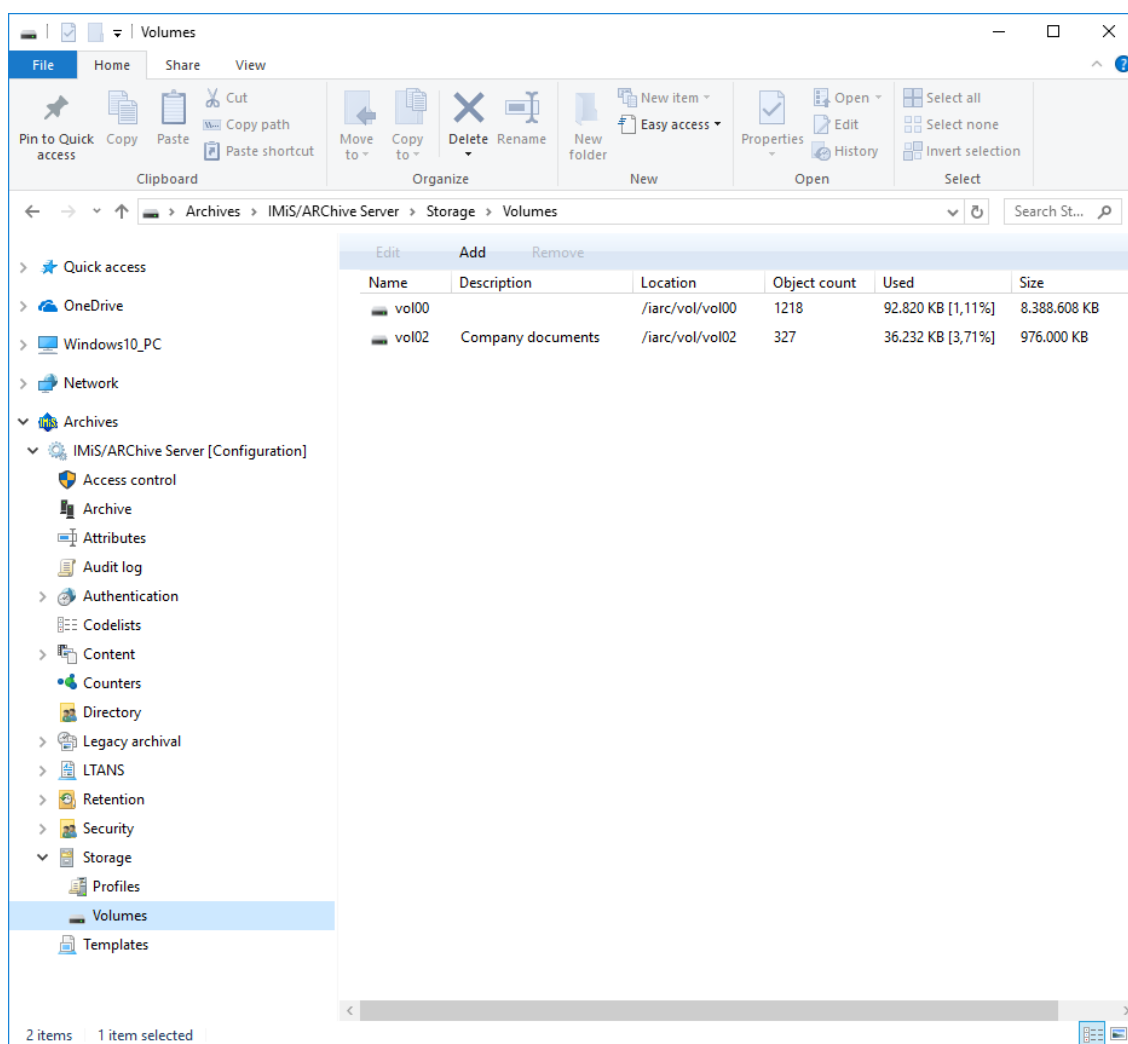 Volumes
File Home Share View
Pin to Quick access
Copy
Paste
Cut
Copy path
Paste shortcut
Move to
Copy to
Delete
Rename
New folder
New item
Easy access
Properties
Open
Edit
History
Select all
Select none
Invert selection
Clipboard Organize New Open Select
Archives > IMiS/ARChive Server > Storage > Volumes
Search St...
Edit Add Remove
Name Description Location Object count Used Size
vol00 /iarc/vol/vol00 1218 92.820 KB [1,11%] 8.388.608 KB
vol02 Company documents /iarc/vol/vol02 327 36.232 KB [3,71%] 976.000 KB
Quick access
OneDrive
Windows10_PC
Network
Archives
IMiS/ARChive Server [Configuration]
Access control
Archive
Attributes
Audit log
Authentication
Codelists
Content
Counters
Directory
Legacy archival
LTANS
Retention
Security
Storage
Profiles
Volumes
Templates
2 items 1 item selected